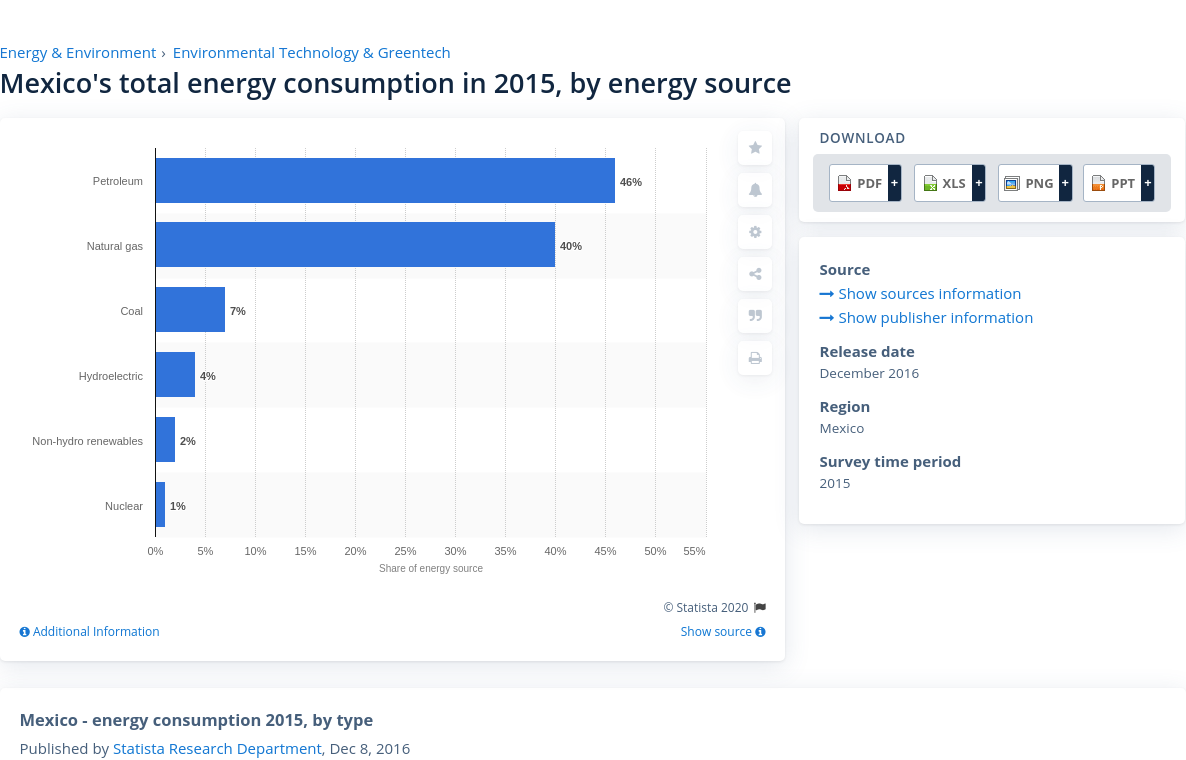 Energy & Environment › Environmental Technology & Greentech
Mexico's total energy consumption in 2015, by energy source
Petroleum 46%
Natural gas 40%
Coal 7%
Hydroelectric 4%
Non-hydro renewables 2%
Nuclear 1%
0% 5% 10% 15% 20% 25% 30% 35% 40% 45% 50% 55%
Share of energy source
© Statista 2020
Additional Information
Show source
DOWNLOAD
PDF + XLS + PNG + PPT +
Source
Show sources information
Show publisher information
Release date
December 2016
Region
Mexico
Survey time period
2015
Mexico - energy consumption 2015, by type
Published by Statista Research Department, Dec 8, 2016